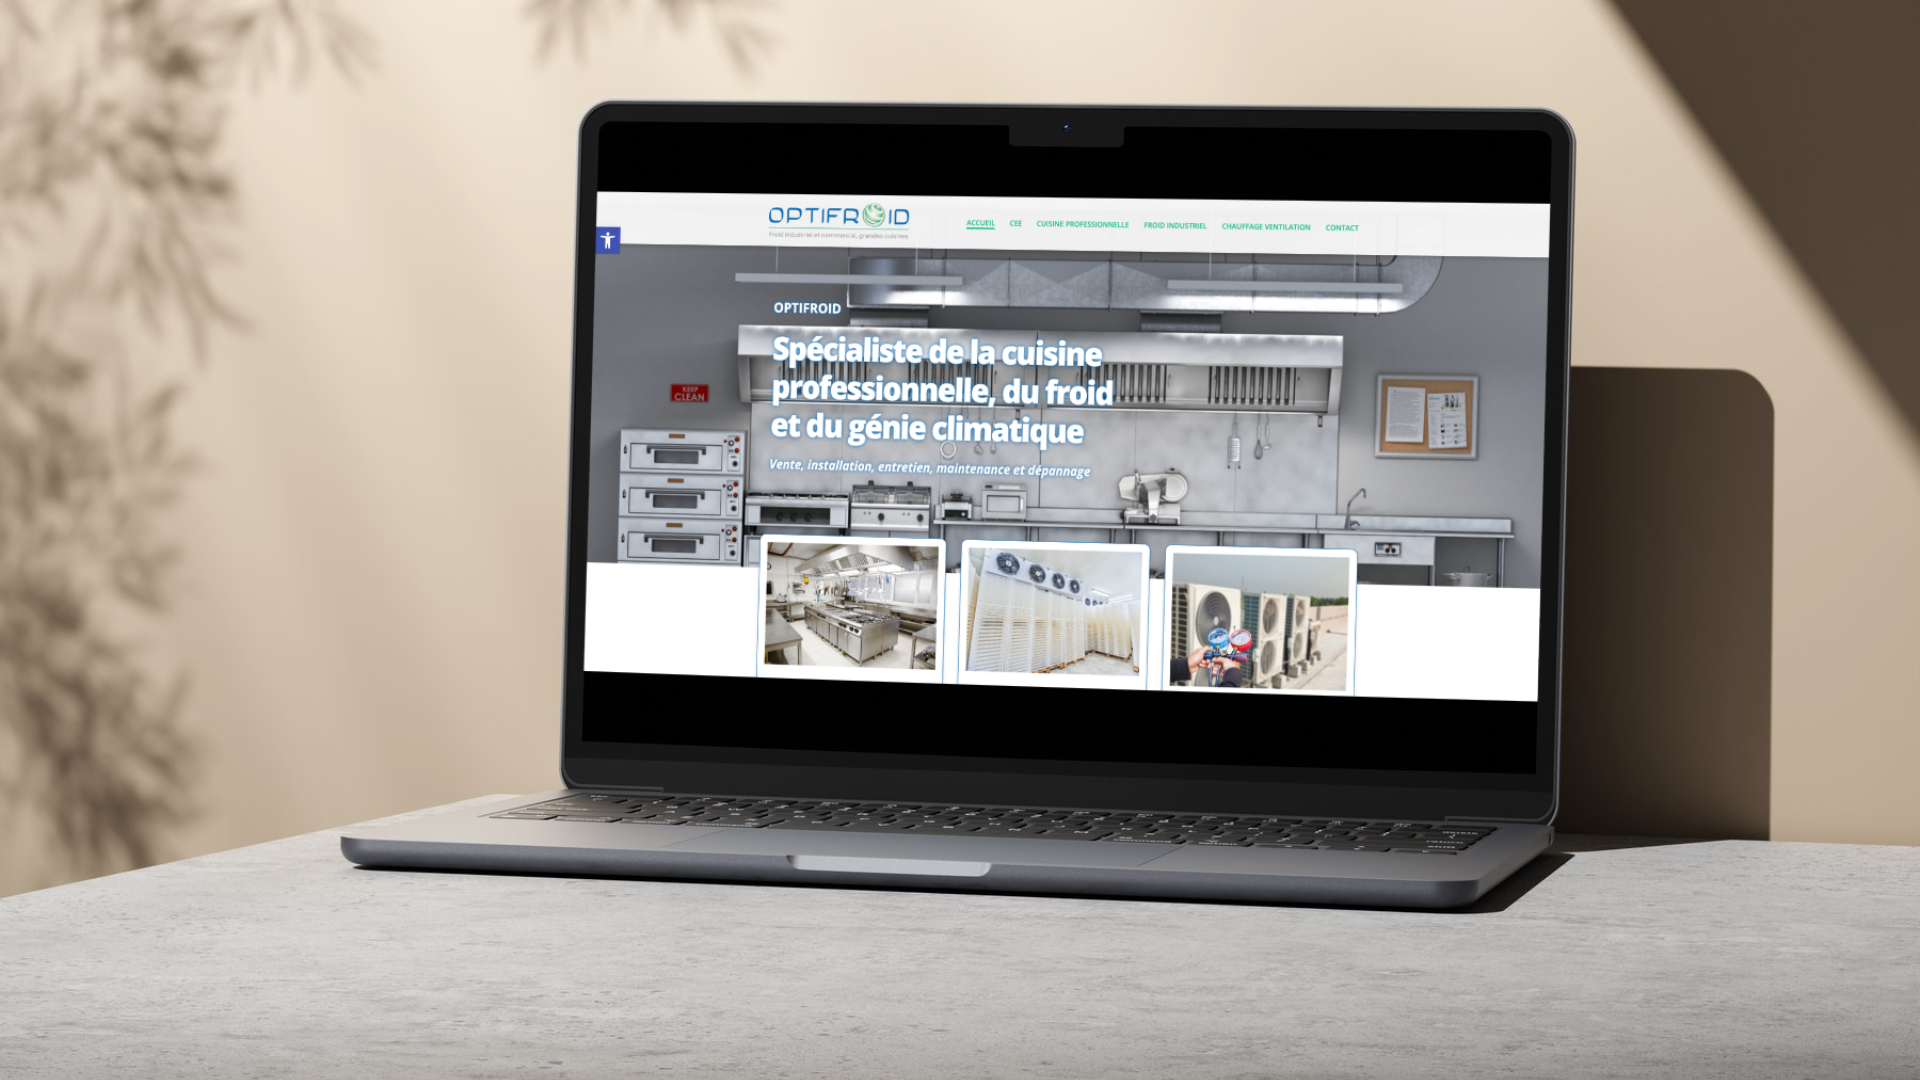 OPTIFROID
Froid Industriel et commercial, grandes cuisines
ACCUEIL CEE CUISINE PROFESSIONNELLE FROID INDUSTRIEL CHAUFFAGE VENTILATION CONTACT
OPTIFROID
Spécialiste de la cuisine
professionnelle, du froid
et du génie climatique
Vente, installation, entretien, maintenance et dépannage
KEEP
CLEAN